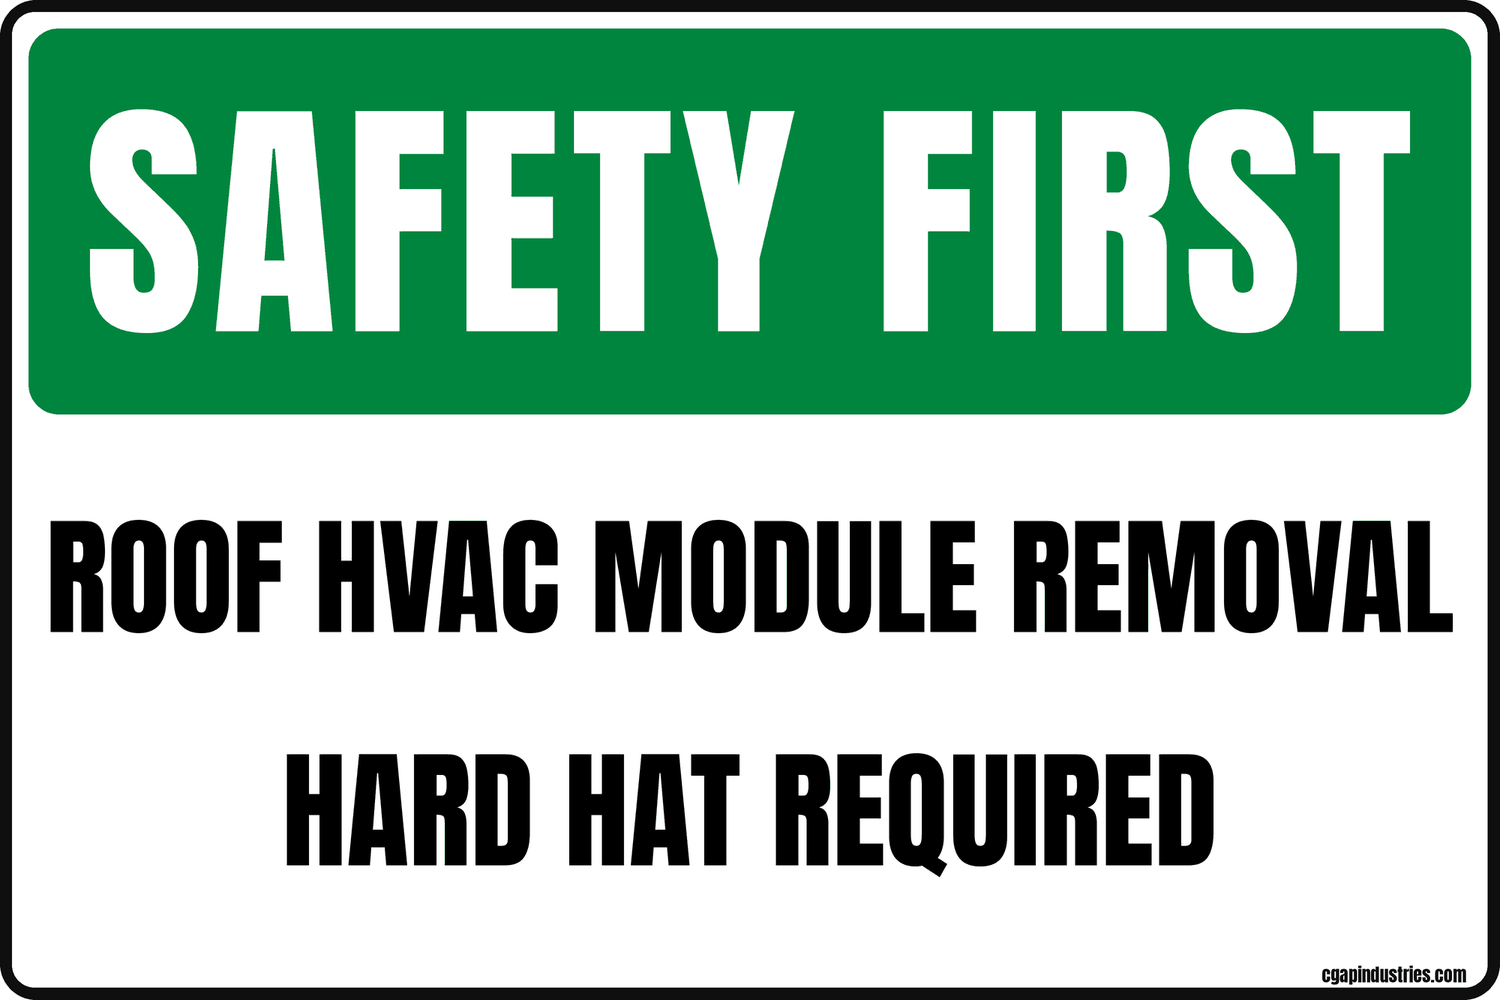 SAFETY FIRST
ROOF HVAC MODULE REMOVAL
HARD HAT REQUIRED
cgapindustries.com